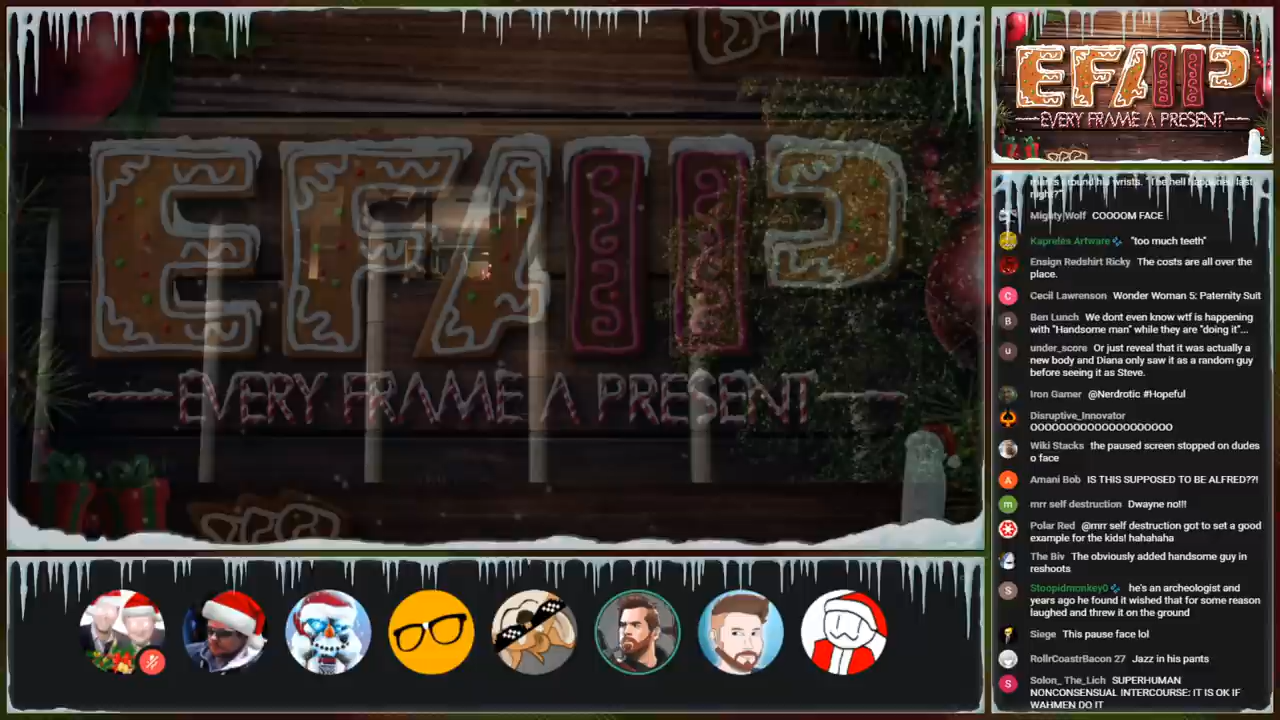 EFAIIP
EVERY FRAME A PRESENT
EFAIIP
EVERY FRAME A PRESENT
night?"
Mighty Wolf COOOOM FACE
Kapreles Artware "too much teeth"
Ensign Redshirt Ricky The costs are all over the
place.
Cecil Lawrenson Wonder Woman 5: Paternity Suit
Ben Lunch We dont even know wtf is happening
with "Handsome man" while they are "doing it"...
under_score Or just reveal that it was actually a
new body and Diana only saw it as a random guy
before seeing it as Steve.
Iron Gamer @Nerdrotic #Hopeful
Disruptive_Innovator
OOOOOOOOOOOOOOOOOOOO
Wiki Stacks the paused screen stopped on dudes
o face
Amani Bob IS THIS SUPPOSED TO BE ALFRED??!
mrr self destruction Dwayne no!!!
Polar Red @mrr self destruction got to set a good
example for the kids! hahahaha
The Biv The obviously added handsome guy in
reshoots
Stoopidmonkey0 he's an archeologist and
years ago he found it wished that for some reason
laughed and threw it on the ground
Siege This pause face lol
RollrCoastrBacon 27 Jazz in his pants
Solon_ The_Lich SUPERHUMAN
NONCONSENSUAL INTERCOURSE: IT IS OK IF
WAHMEN DO IT